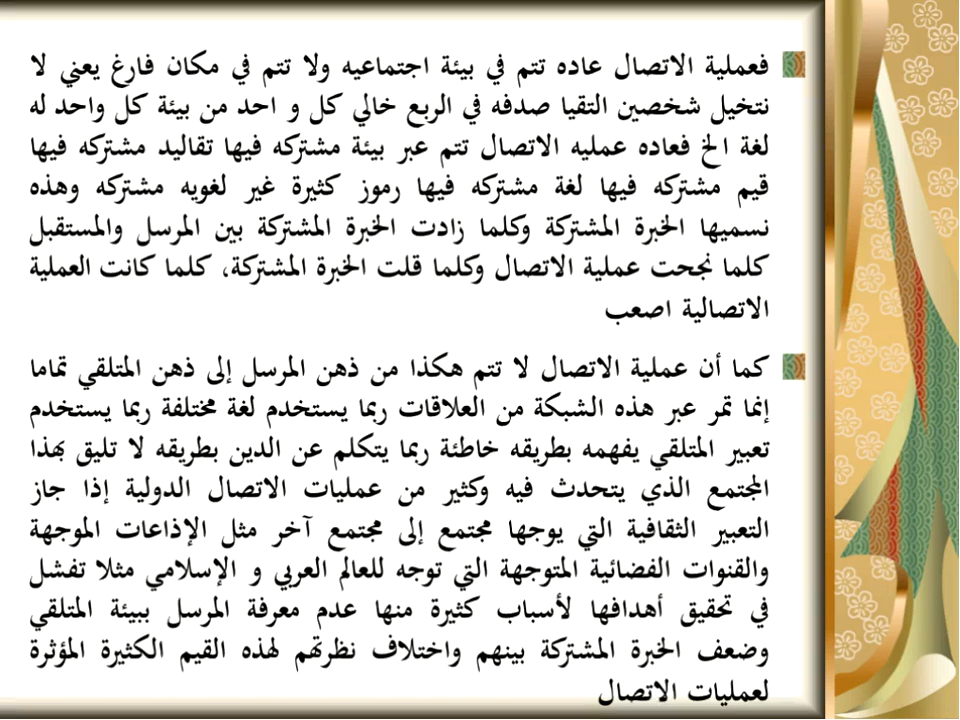 فعملية الاتصال عاده تتم في بيئة اجتماعيه ولا تتم في مكان فارغ يعني لا
نتخيل شخصين التقيا صدفه في الربع خالي كل و احد من بيئة كل واحد له
لغة الخ فعاده عمليه الاتصال تتم عبر بيئة مشتركه فيها تقاليد مشتركه فيها
قيم مشتركه فيها لغة مشتركه فيها رموز كثيرة غير لغويه مشتركه وهذه
نسميها الخبرة المشتركة وكلما زادت الخبرة المشتركة بين المرسل والمستقبل
كلما نجحت عملية الاتصال وكلما قلت الخبرة المشتركة، كلما كانت العملية
الاتصالية اصعب
كما أن عملية الاتصال لا تتم هكذا من ذهن المرسل إلى ذهن المتلقي تماما
إنما تمر عبر هذه الشبكة من العلاقات ربما يستخدم لغة مختلفة ربما يستخدم
تعبير المتلقي يفهمه بطريقه خاطئة ربما يتكلم عن الدين بطريقه لا تليق بهذا
المجتمع الذي يتحدث فيه وكثير من عمليات الاتصال الدولية إذا جاز
التعبير الثقافية التي يوجها مجتمع إلى مجتمع آخر مثل الإذاعات الموجهة
والقنوات الفضائية المتوجهة التي توجه للعالم العربي و الإسلامي مثلا تفشل
في تحقيق أهدافها لأسباب كثيرة منها عدم معرفة المرسل ببيئة المتلقي
وضعف الخبرة المشتركة بينهم واختلاف نظرتهم لهذه القيم الكثيرة المؤثرة
لعمليات الاتصال